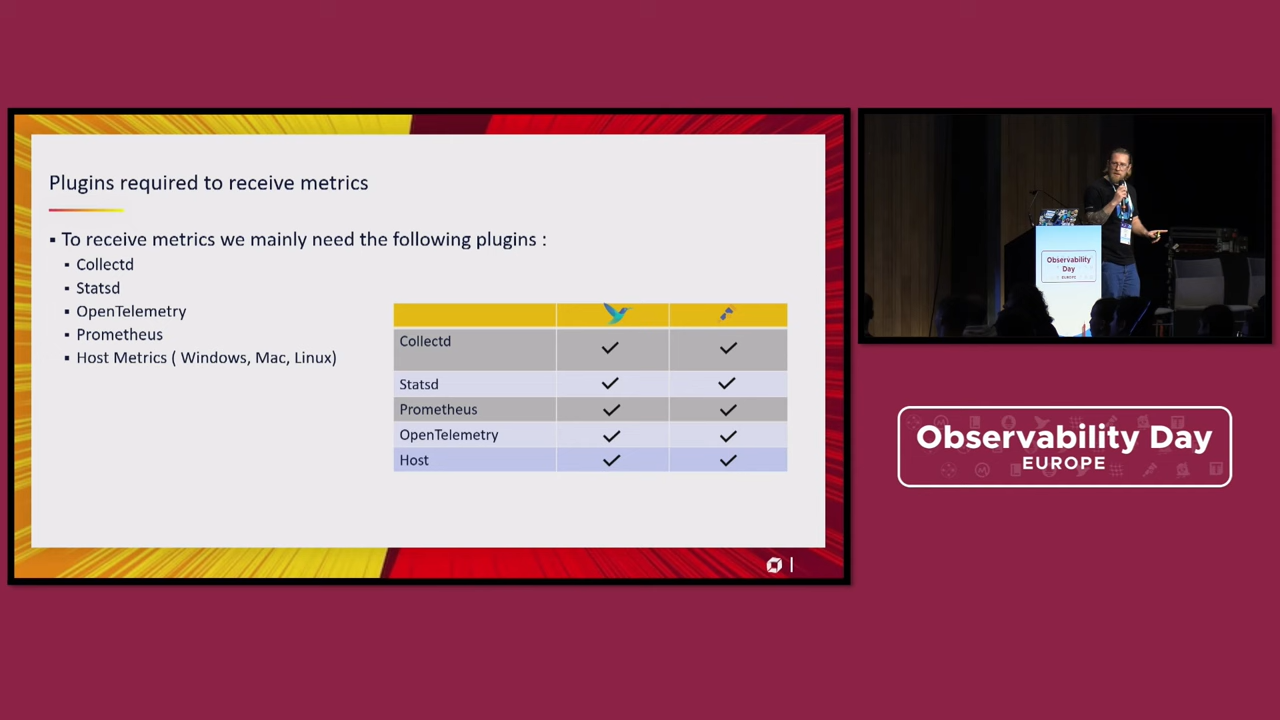 Plugins required to receive metrics
▪ To receive metrics we mainly need the following plugins :
▪ Collectd
▪ Statsd
▪ OpenTelemetry
▪ Prometheus
▪ Host Metrics ( Windows, Mac, Linux)
Collectd ✓ ✓
Statsd ✓ ✓
Prometheus ✓ ✓
OpenTelemetry ✓ ✓
Host ✓ ✓
Observability
Day
Observability Day
EUROPE